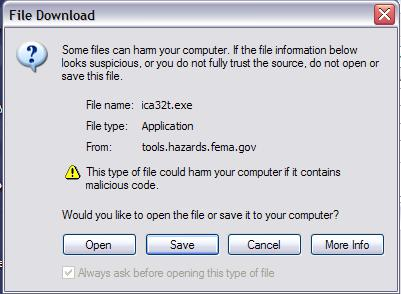 File Download
Some files can harm your computer. If the file information below
looks suspicious, or you do not fully trust the source, do not open or
save this file.
File name: ica32t.exe
File type: Application
From: tools.hazards.fema.gov
This type of file could harm your computer if it contains
malicious code.
Would you like to open the file or save it to your computer?
Open Save Cancel More Info
Always ask before opening this type of file